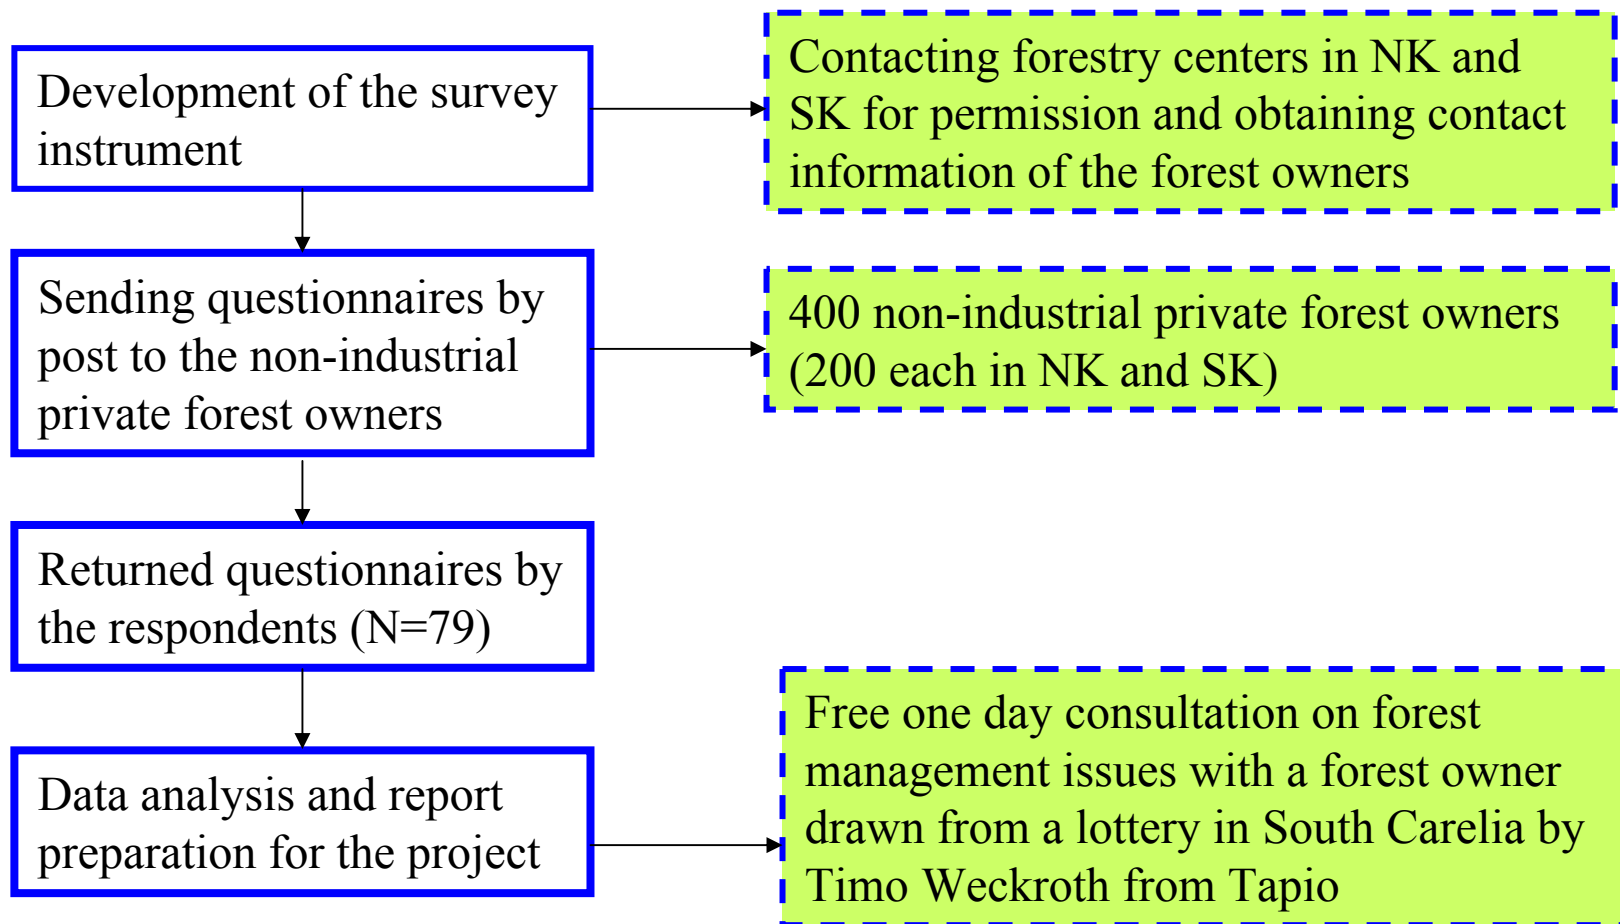 Development of the survey
instrument
Contacting forestry centers in NK and
SK for permission and obtaining contact
information of the forest owners
Sending questionnaires by
post to the non-industrial
private forest owners
400 non-industrial private forest owners
(200 each in NK and SK)
Returned questionnaires by
the respondents (N=79)
Data analysis and report
preparation for the project
Free one day consultation on forest
management issues with a forest owner
drawn from a lottery in South Carelia by
Timo Weckroth from Tapio